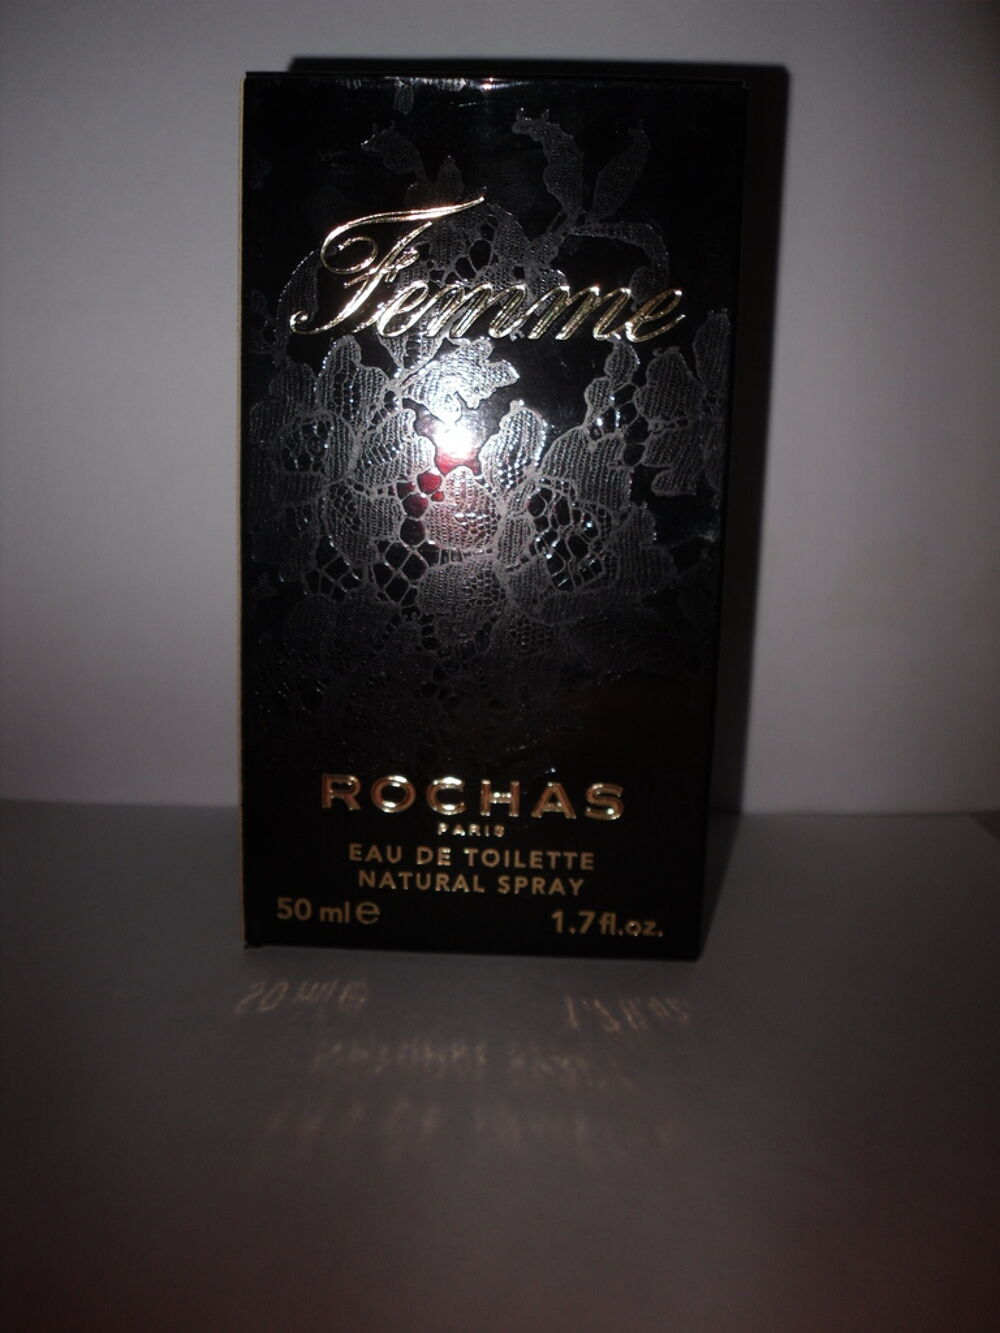 Femme
ROCHAS
PARIS
EAU DE TOILETTE
NATURAL SPRAY
50 ml e 1.7 fl.oz.